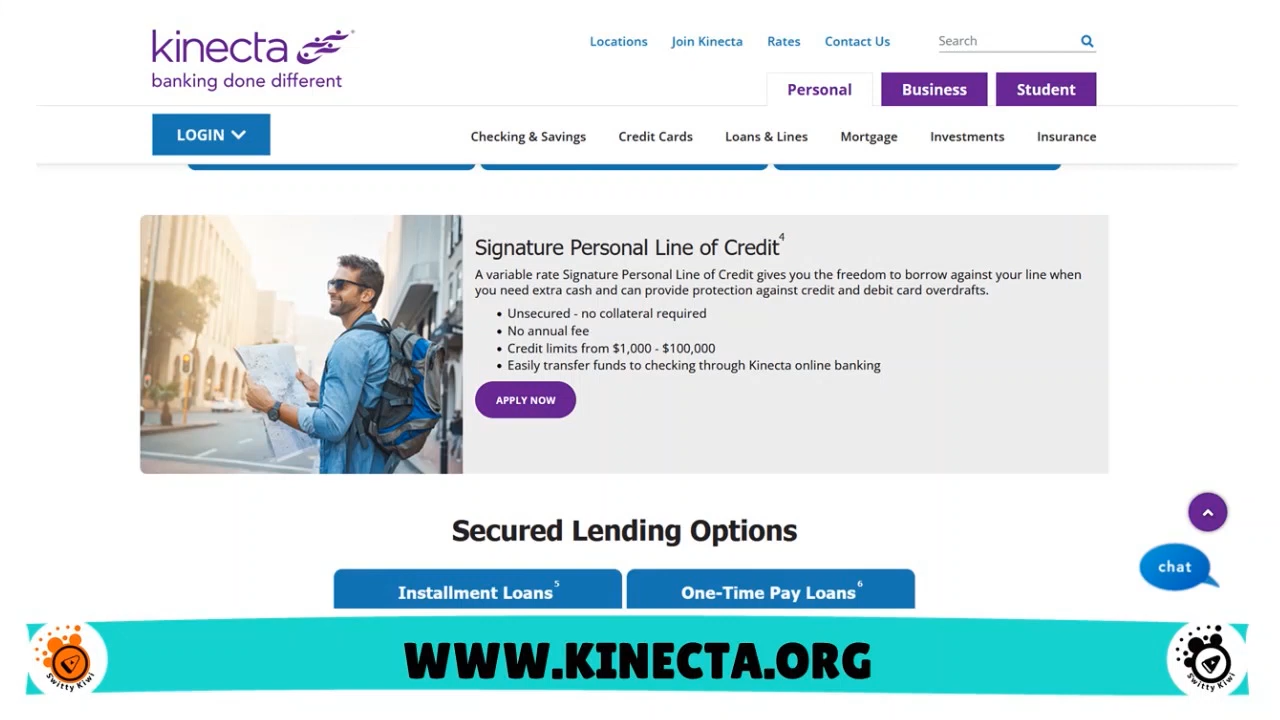 kinecta
banking done different
Locations Join Kinecta Rates Contact Us Search
Personal Business Student
LOGIN
Checking & Savings Credit Cards Loans & Lines Mortgage Investments Insurance
Signature Personal Line of Credit4
A variable rate Signature Personal Line of Credit gives you the freedom to borrow against your line when
you need extra cash and can provide protection against credit and debit card overdrafts.
• Unsecured - no collateral required
• No annual fee
• Credit limits from $1,000 - $100,000
• Easily transfer funds to checking through Kinecta online banking
APPLY NOW
Secured Lending Options
chat
Installment Loans5 One-Time Pay Loans6
WWW.KINECTA.ORG
Switty Kiwi
Switty Kiwi